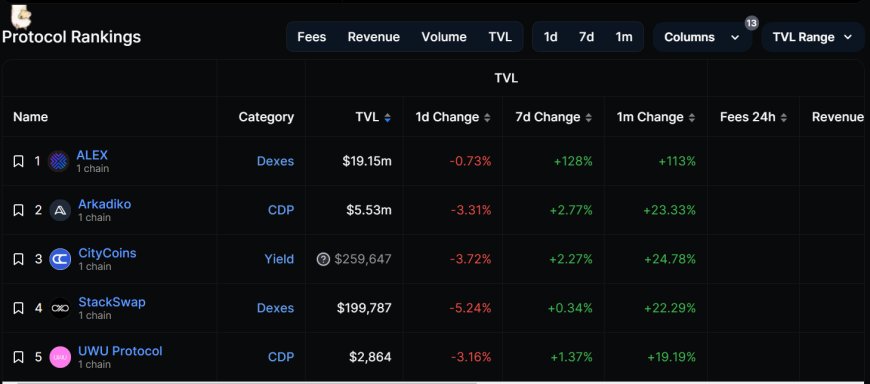 13
Protocol Rankings Fees Revenue Volume TVL 1d 7d 1m Columns TVL Range
TVL
Name Category TVL 1d Change 7d Change 1m Change Fees 24h Revenue
1 ALEX Dexes $19.15m -0.73% +128% +113%
1 chain
2 Arkadiko CDP $5.53m -3.31% +2.77% +23.33%
1 chain
3 CityCoins Yield ? $259,647 -3.72% +2.27% +24.78%
1 chain
4 StackSwap Dexes $199,787 -5.24% +0.34% +22.29%
1 chain
5 UWU Protocol CDP $2,864 -3.16% +1.37% +19.19%
1 chain